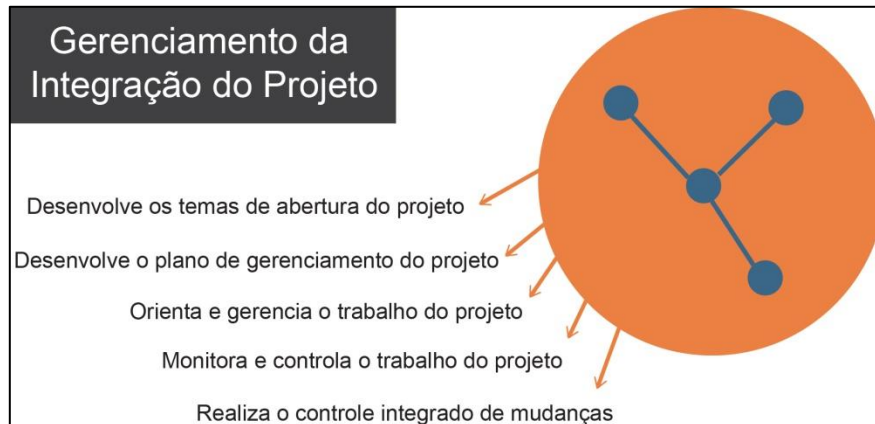 Gerenciamento da
Integração do Projeto
Desenvolve os temas de abertura do projeto
Desenvolve o plano de gerenciamento do projeto
Orienta e gerencia o trabalho do projeto
Monitora e controla o trabalho do projeto
Realiza o controle integrado de mudanças